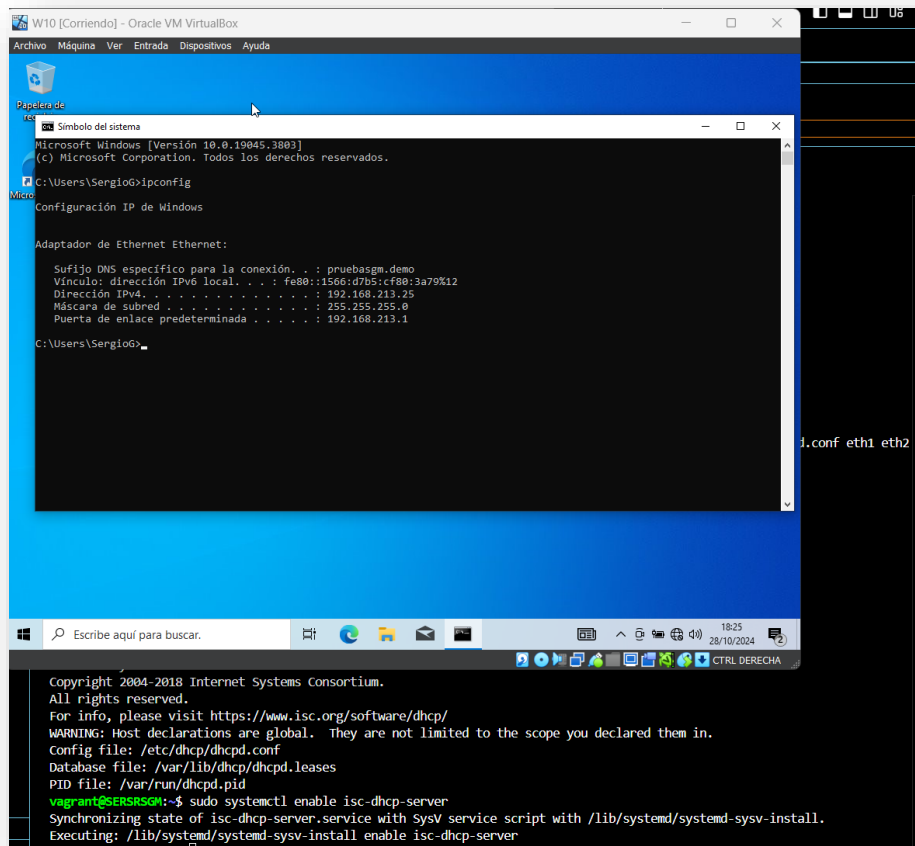 W10 [Corriendo] - Oracle VM VirtualBox
Archivo Máquina Ver Entrada Dispositivos Ayuda
Papelera de
Símbolo del sistema
Microsoft Windows [Versión 10.0.19045.3803]
(c) Microsoft Corporation. Todos los derechos reservados.
C:\Users\SergioG>ipconfig
Configuración IP de Windows
Adaptador de Ethernet Ethernet:
Sufijo DNS específico para la conexión. . : pruebasgm.demo
Vínculo: dirección IPv6 local. . . : fe80::1566:d7b5:cf80:3a79%12
Dirección IPv4. . . . . . . . . . . . . . : 192.168.213.25
Máscara de subred . . . . . . . . . . . . : 255.255.255.0
Puerta de enlace predeterminada . . . . . : 192.168.213.1
C:\Users\SergioG>
d.conf eth1 eth2
Escribe aquí para buscar.
18:25
28/10/2024
2
CTRL DERECHA
Copyright 2004-2018 Internet Systems Consortium.
All rights reserved.
For info, please visit https://www.isc.org/software/dhcp/
WARNING: Host declarations are global.  They are not limited to the scope you declared them in.
Config file: /etc/dhcp/dhcpd.conf
Database file: /var/lib/dhcp/dhcpd.leases
PID file: /var/run/dhcpd.pid
vagrant@SERSRSGM:~$ sudo systemctl enable isc-dhcp-server
Synchronizing state of isc-dhcp-server.service with SysV service script with /lib/systemd/systemd-sysv-install.
Executing: /lib/systemd/systemd-sysv-install enable isc-dhcp-server